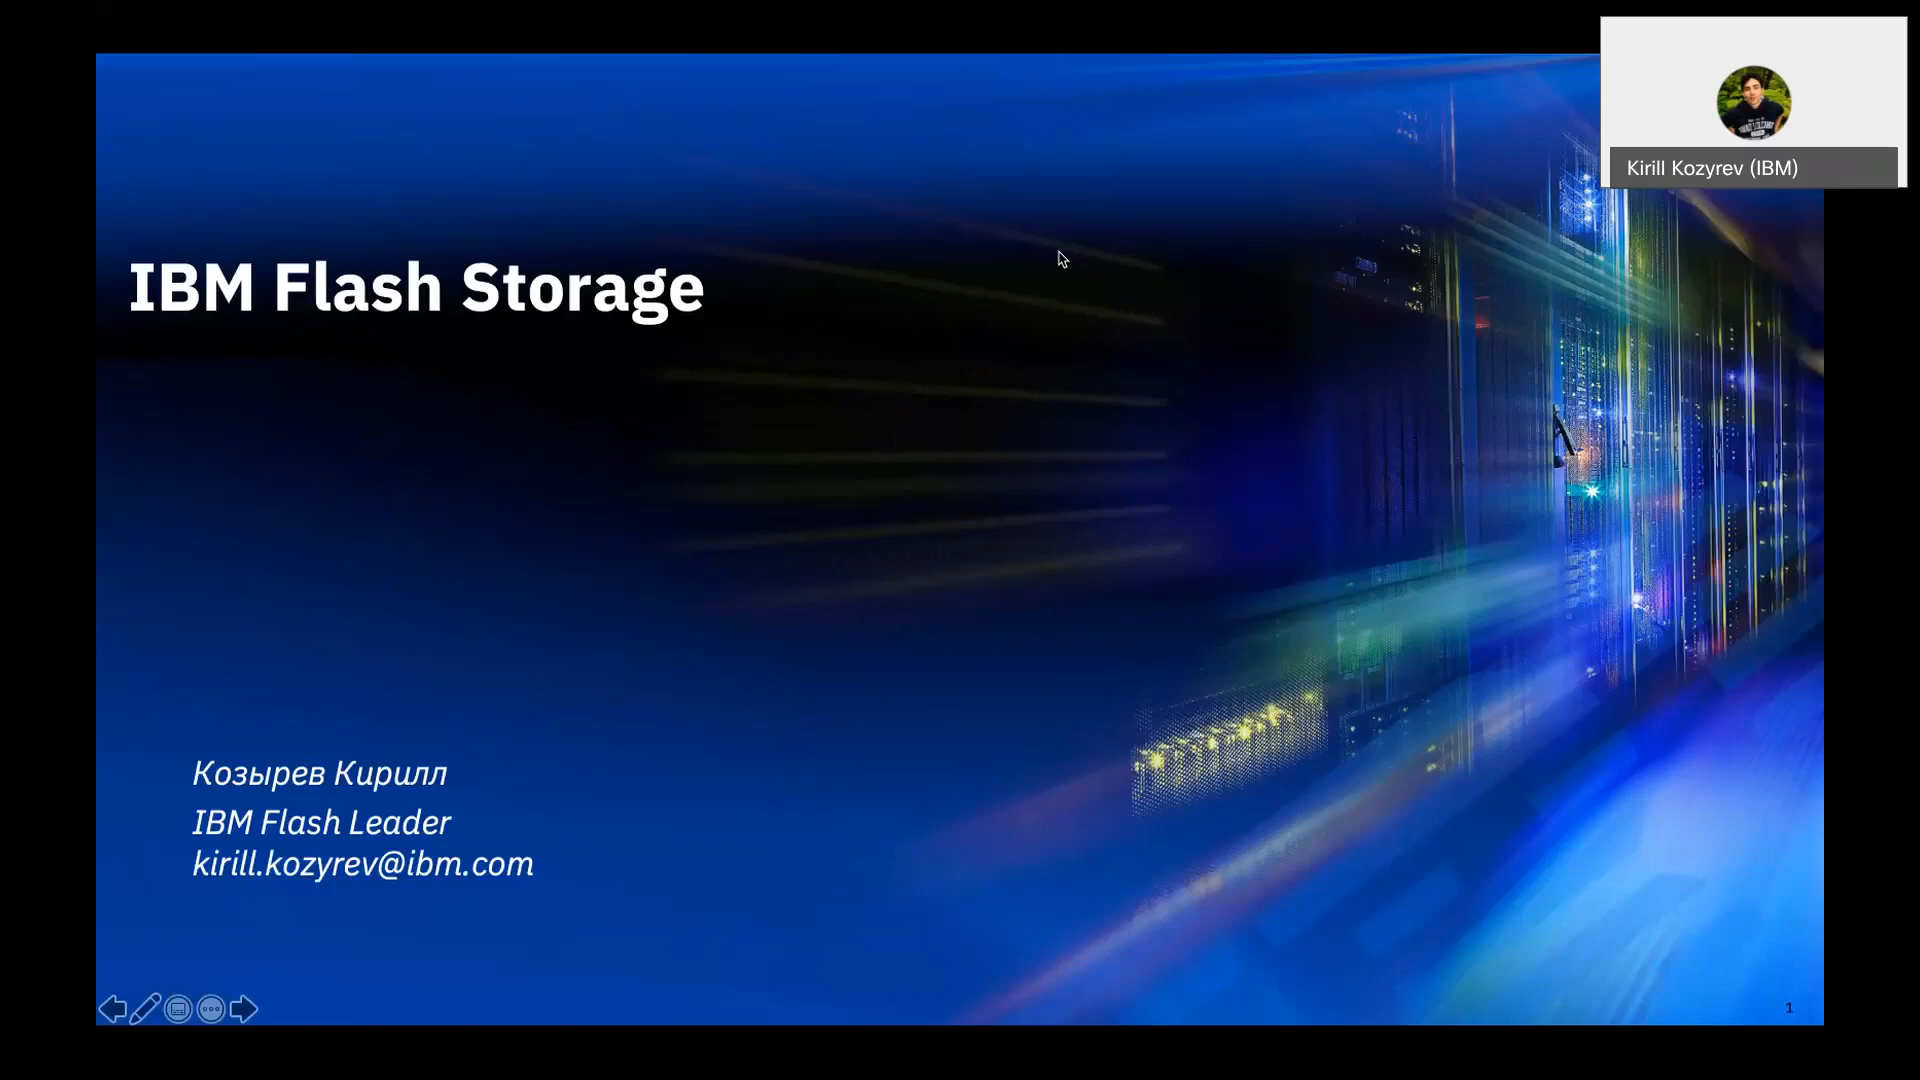 Kirill Kozyrev (IBM)
IBM Flash Storage
Козырев Кирилл
IBM Flash Leader
kirill.kozyrev@ibm.com
1